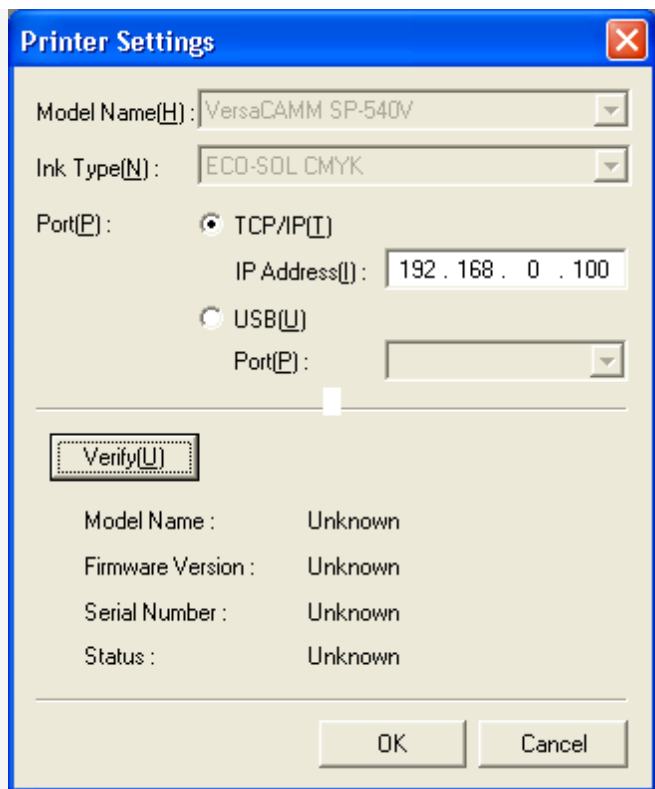 Printer Settings
Model Name(H) : VersaCAMM SP-540V
Ink Type(N) : ECO-SOL CMYK
Port(P) : TCP/IP(T)
IP Address(I) : 192 . 168 . 0 . 100
USB(U)
Port(P) :
Verify(U)
Model Name : Unknown
Firmware Version : Unknown
Serial Number : Unknown
Status : Unknown
OK Cancel